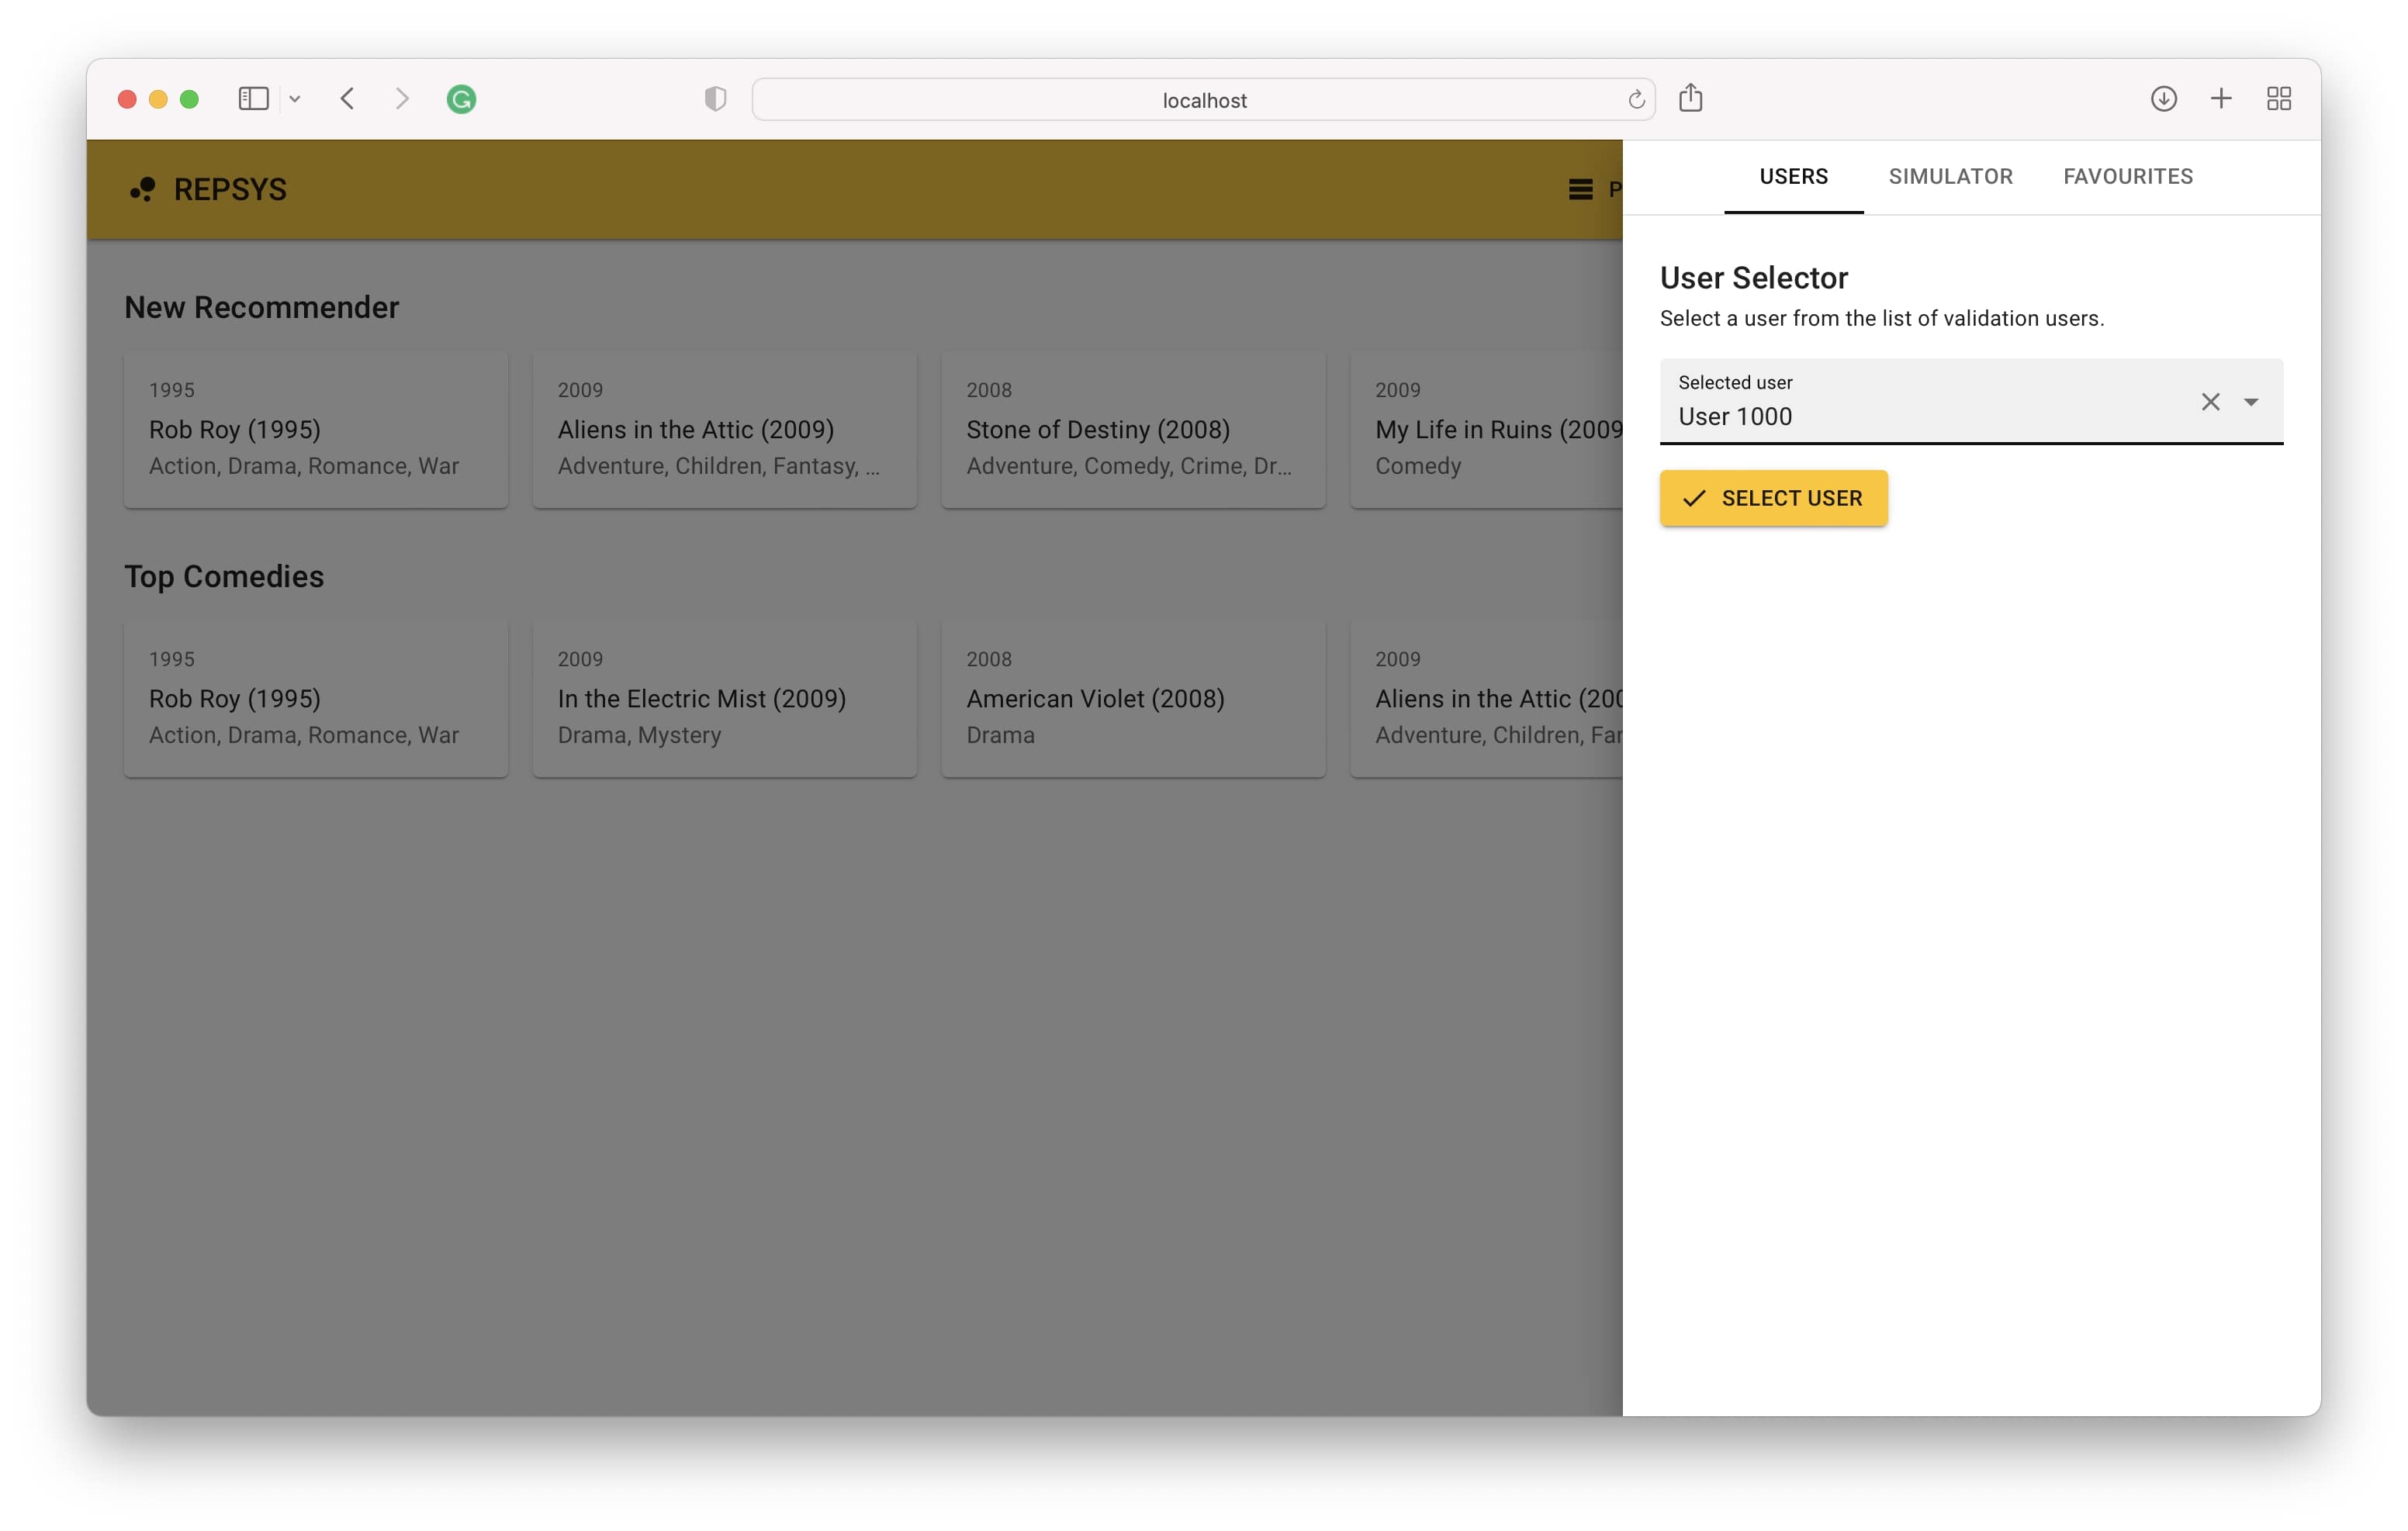 localhost
REPSYS
P
New Recommender
1995
Rob Roy (1995)
Action, Drama, Romance, War
2009
Aliens in the Attic (2009)
Adventure, Children, Fantasy, ...
2008
Stone of Destiny (2008)
Adventure, Comedy, Crime, Dr...
2009
My Life in Ruins (2009
Comedy
Top Comedies
1995
Rob Roy (1995)
Action, Drama, Romance, War
2009
In the Electric Mist (2009)
Drama, Mystery
2008
American Violet (2008)
Drama
2009
Aliens in the Attic (200
Adventure, Children, Far
USERS SIMULATOR FAVOURITES
User Selector
Select a user from the list of validation users.
Selected user
User 1000
SELECT USER